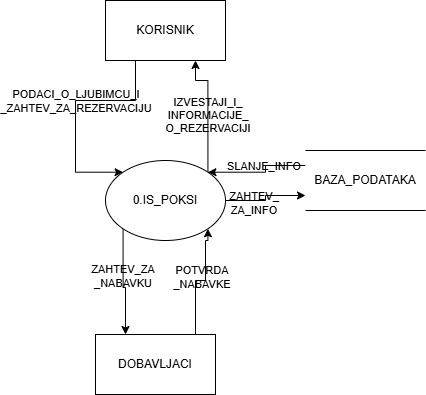 KORISNIK
PODACI_O_LJUBIMCU_I
_ZAHTEV_ZA_REZERVACIJU
IZVESTAJI_I_
INFORMACIJE_
O_REZERVACIJI
SLANJE_INFO
BAZA_PODATAKA
0.IS_POKSI
ZAHTEV_
ZA_INFO
ZAHTEV_ZA
_NABAVKU
POTVRDA
_NABAVKE
DOBAVLJACI